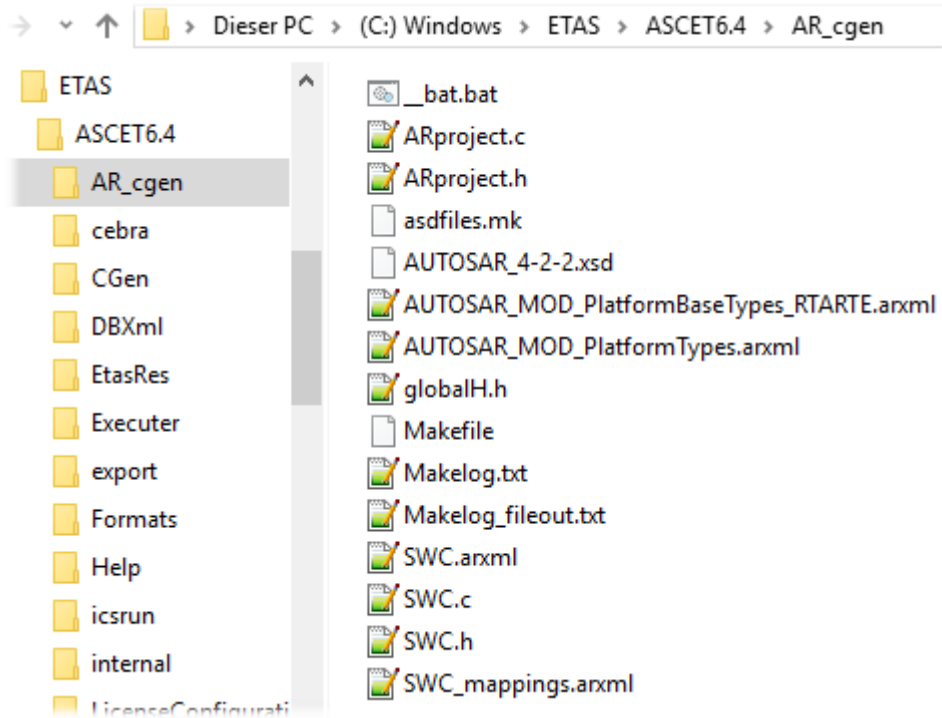 Dieser PC > (C:) Windows > ETAS > ASCET6.4 > AR_cgen
ETAS
ASCET6.4
AR_cgen
cebra
CGen
DBXml
EtasRes
Executer
export
Formats
Help
icsrun
internal
LicenseConfigurati
__bat.bat
ARproject.c
ARproject.h
asdfiles.mk
AUTOSAR_4-2-2.xsd
AUTOSAR_MOD_PlatformBaseTypes_RTARTE.arxml
AUTOSAR_MOD_PlatformTypes.arxml
globalH.h
Makefile
Makelog.txt
Makelog_fileout.txt
SWC.arxml
SWC.c
SWC.h
SWC_mappings.arxml